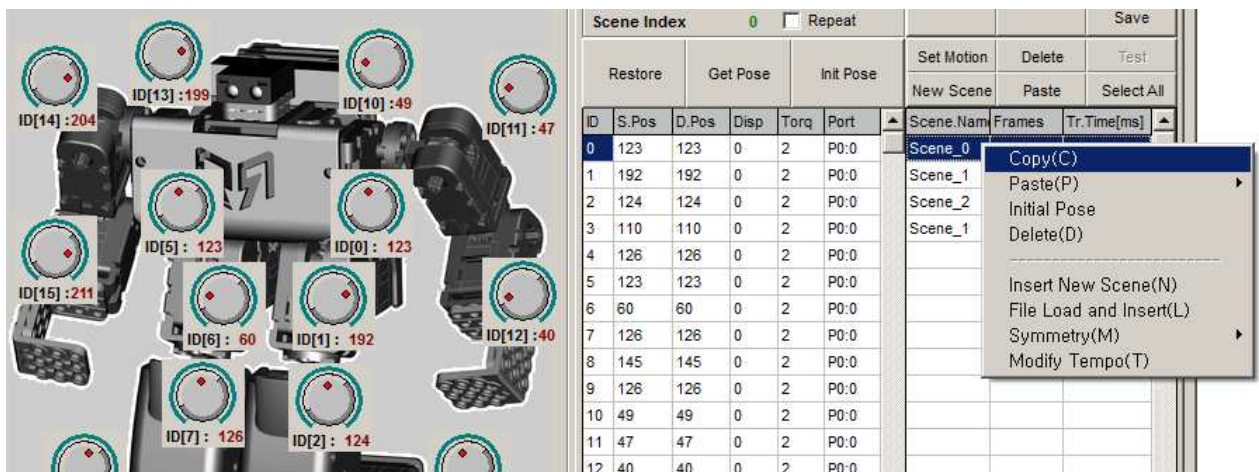 ID[14] :204
ID[13] :199
ID[10] :49
ID[11] :47
ID[5] : 123
ID[0] : 123
ID[15] :211
ID[6] : 60
ID[1] : 192
ID[12] :40
ID[7] : 126
ID[2] : 124
Scene Index 0 Repeat
Restore Get Pose Init Pose
Save
Set Motion Delete Test
New Scene Paste Select All
ID S.Pos D.Pos Disp Torq Port
0 123 123 0 2 P0:0
1 192 192 0 2 P0:0
2 124 124 0 2 P0:0
3 110 110 0 2 P0:0
4 126 126 0 2 P0:0
5 123 123 0 2 P0:0
6 60 60 0 2 P0:0
7 126 126 0 2 P0:0
8 145 145 0 2 P0:0
9 126 126 0 2 P0:0
10 49 49 0 2 P0:0
11 47 47 0 2 P0:0
12 40 40 0 2 P0:0
Scene.Nam Frames Tr.Time[ms]
Scene_0
Scene_1
Scene_2
Scene_1
Copy(C)
Paste(P)
Initial Pose
Delete(D)
Insert New Scene(N)
File Load and Insert(L)
Symmetry(M)
Modify Tempo(T)